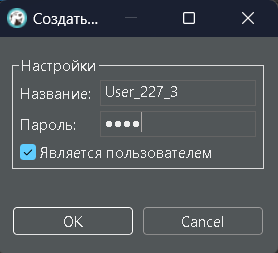 Создать...
Настройки
Название: User_227_3
Пароль: ••••
Является пользователем
OK Cancel